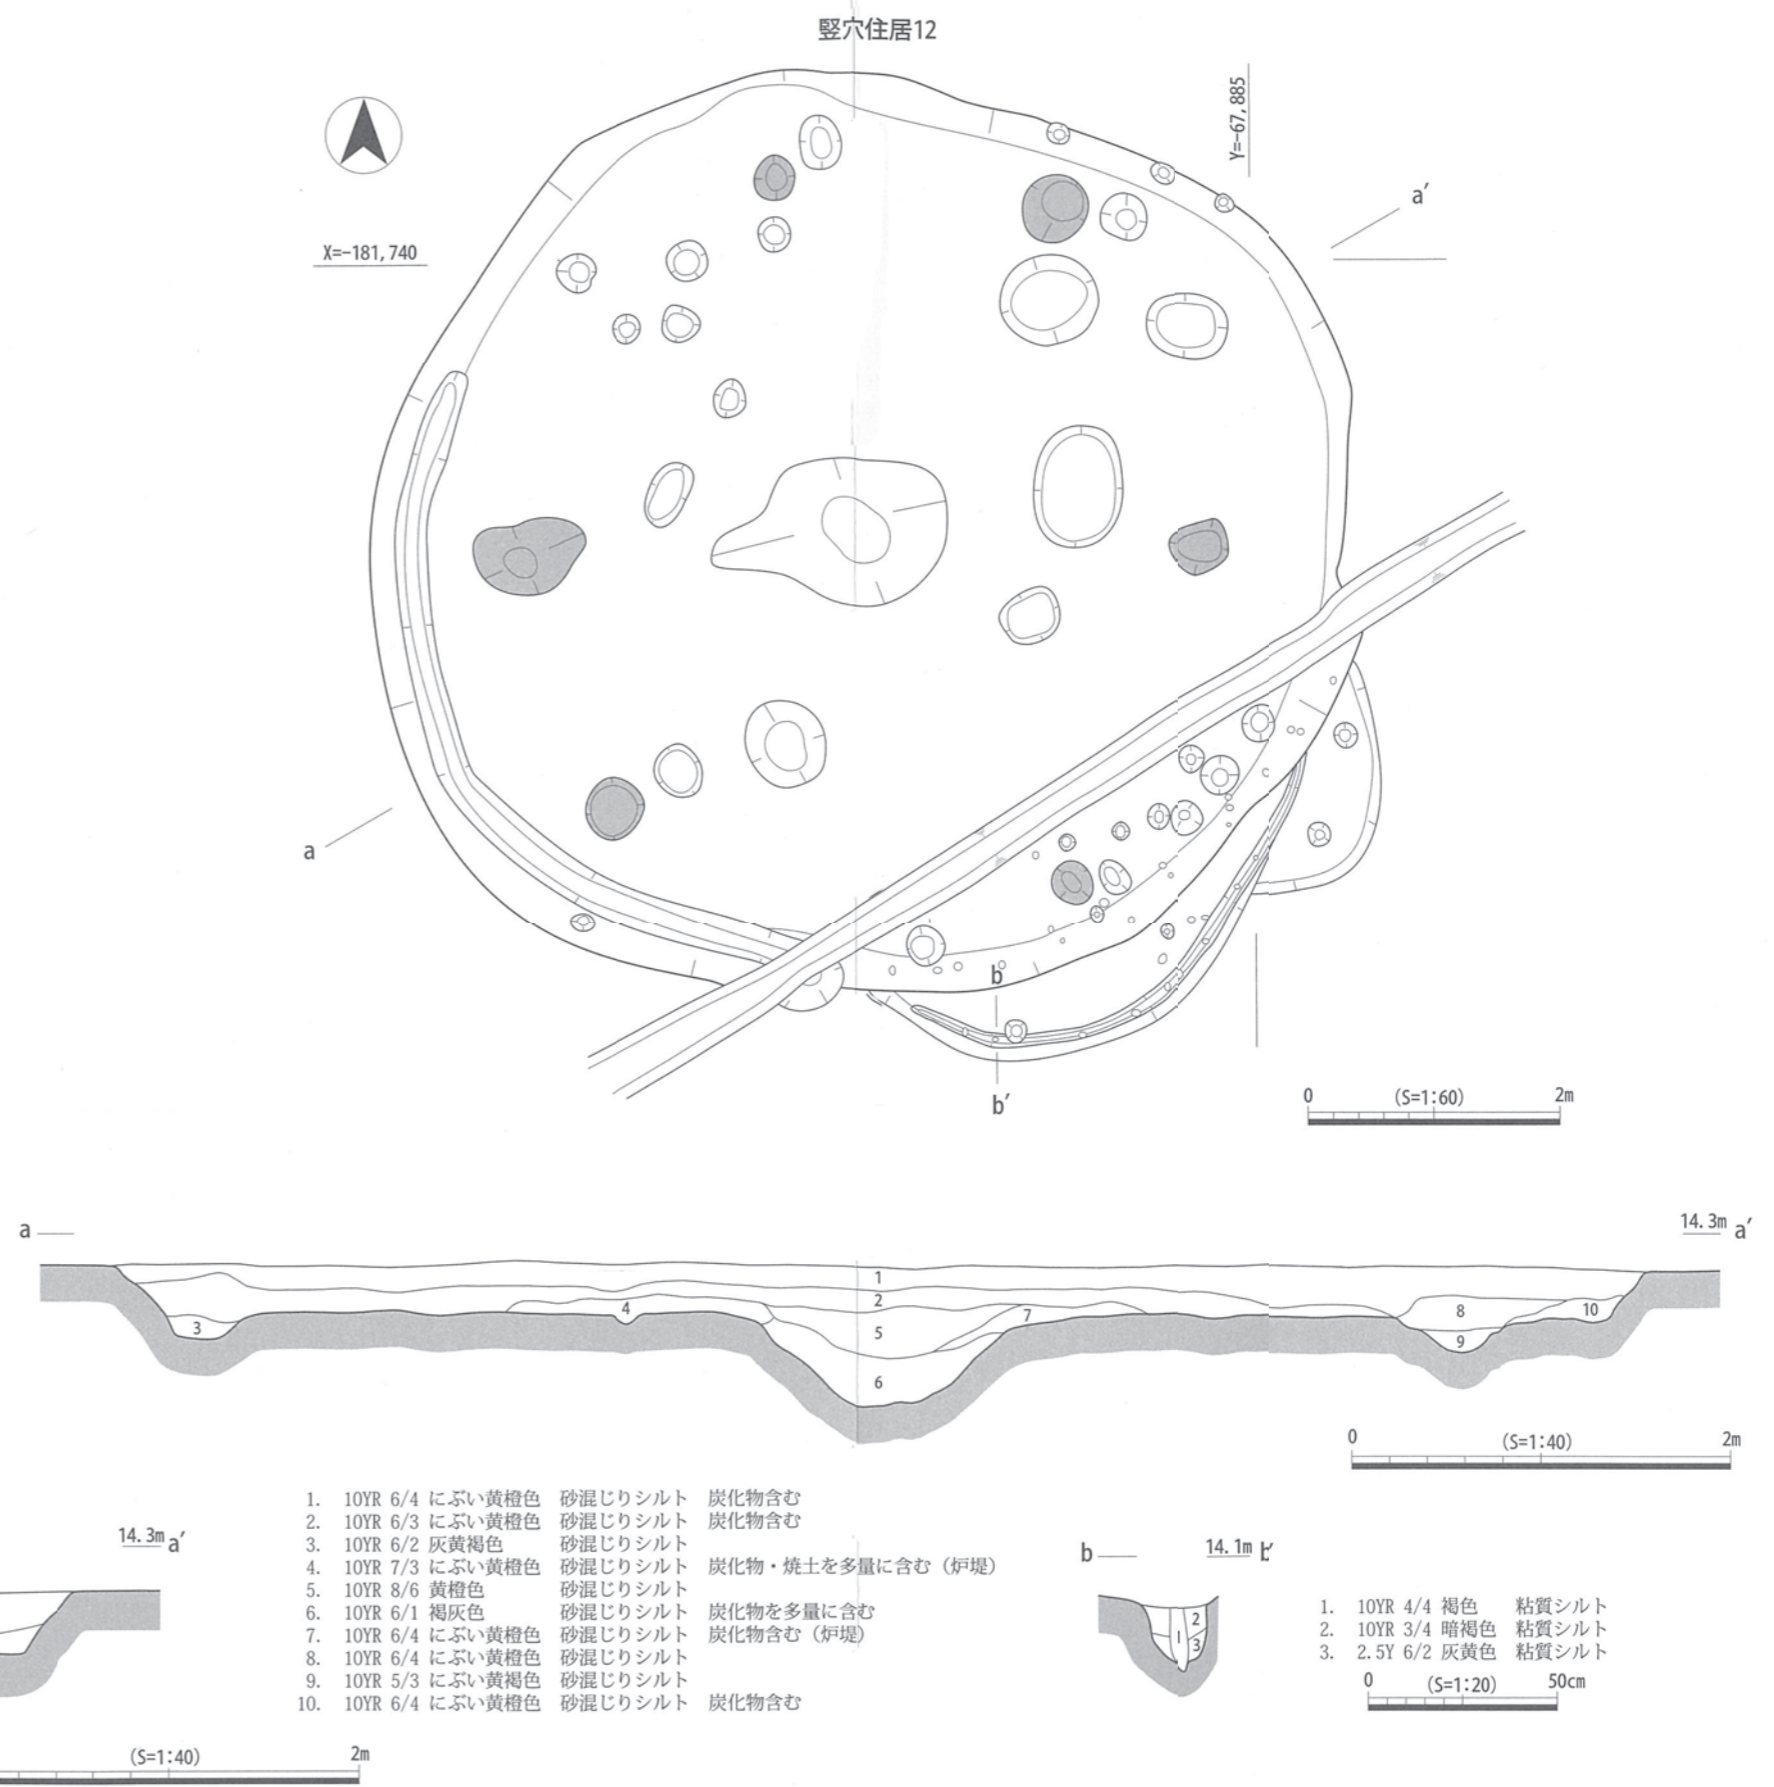 竪穴住居12
Y=-67,885
a′
X=-181,740
a
b
b′
0 (S=1:60) 2m
a
14.3m a′
1
2
3
4
5
6
7
8
9
10
0 (S=1:40) 2m
1. 10YR 6/4 にぶい黄橙色 砂混じりシルト 炭化物含む
2. 10YR 6/3 にぶい黄橙色 砂混じりシルト 炭化物含む
3. 10YR 6/2 灰黄褐色 砂混じりシルト
4. 10YR 7/3 にぶい黄橙色 砂混じりシルト 炭化物・焼土を多量に含む（炉堤）
5. 10YR 8/6 黄橙色 砂混じりシルト
6. 10YR 6/1 褐灰色 砂混じりシルト 炭化物を多量に含む
7. 10YR 6/4 にぶい黄橙色 砂混じりシルト 炭化物含む（炉堤）
8. 10YR 6/4 にぶい黄橙色 砂混じりシルト
9. 10YR 5/3 にぶい黄褐色 砂混じりシルト
10. 10YR 6/4 にぶい黄橙色 砂混じりシルト 炭化物含む
14.3m a′
(S=1:40) 2m
b 14.1m
1
2
3
1. 10YR 4/4 褐色 粘質シルト
2. 10YR 3/4 暗褐色 粘質シルト
3. 2.5Y 6/2 灰黄色 粘質シルト
0 (S=1:20) 50cm